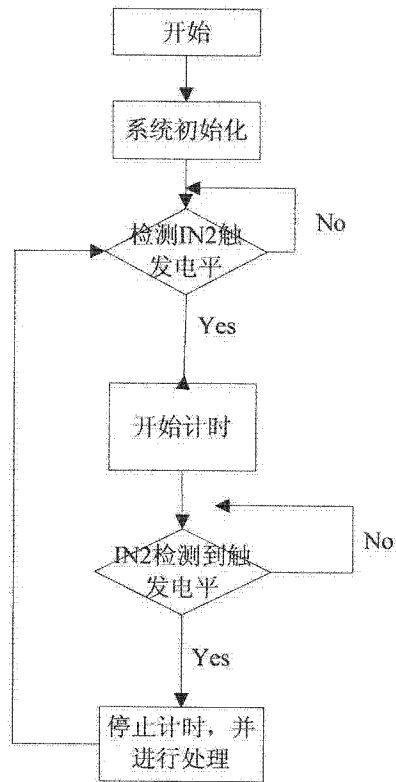 开始
系统初始化
检测IN2触
发电平
No
Yes
开始计时
IN2检测到触
发电平
No
Yes
停止计时，并
进行处理